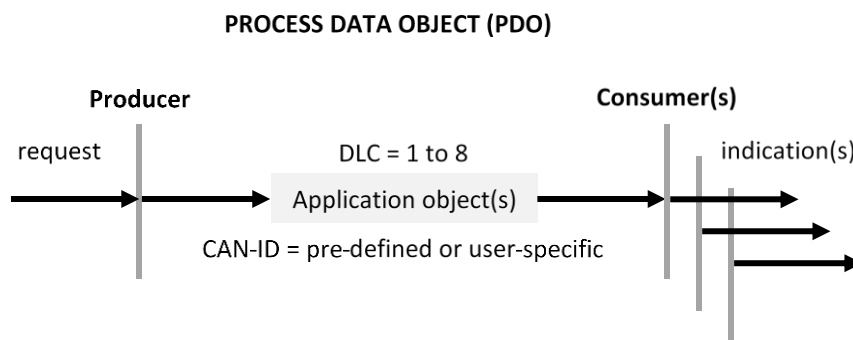 PROCESS DATA OBJECT (PDO)
Producer
Consumer(s)
request
DLC = 1 to 8
indication(s)
Application object(s)
CAN-ID = pre-defined or user-specific